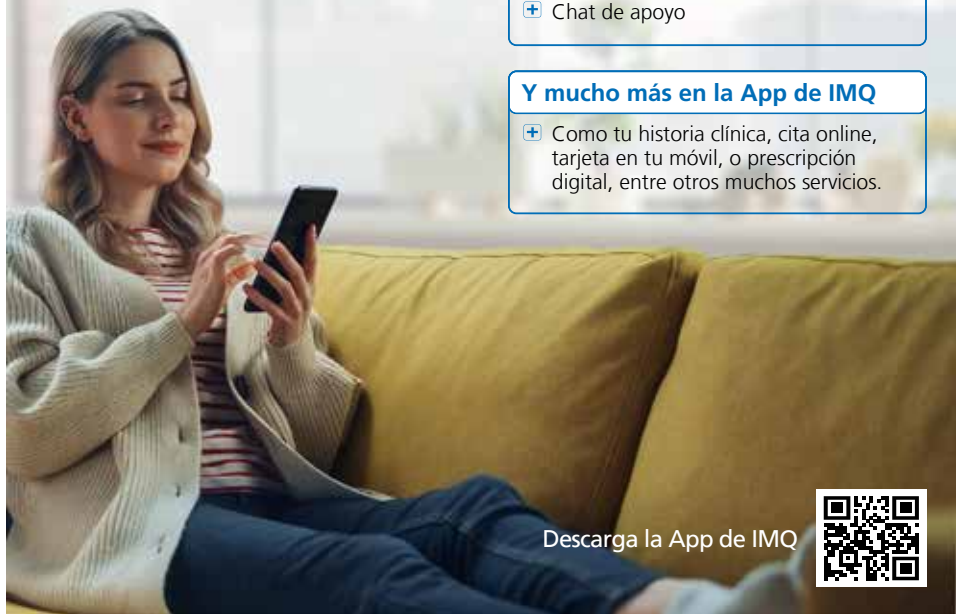 Chat de apoyo
Y mucho más en la App de IMQ
Como tu historia clínica, cita online,
tarjeta en tu móvil, o prescripción
digital, entre otros muchos servicios.
Descarga la App de IMQ